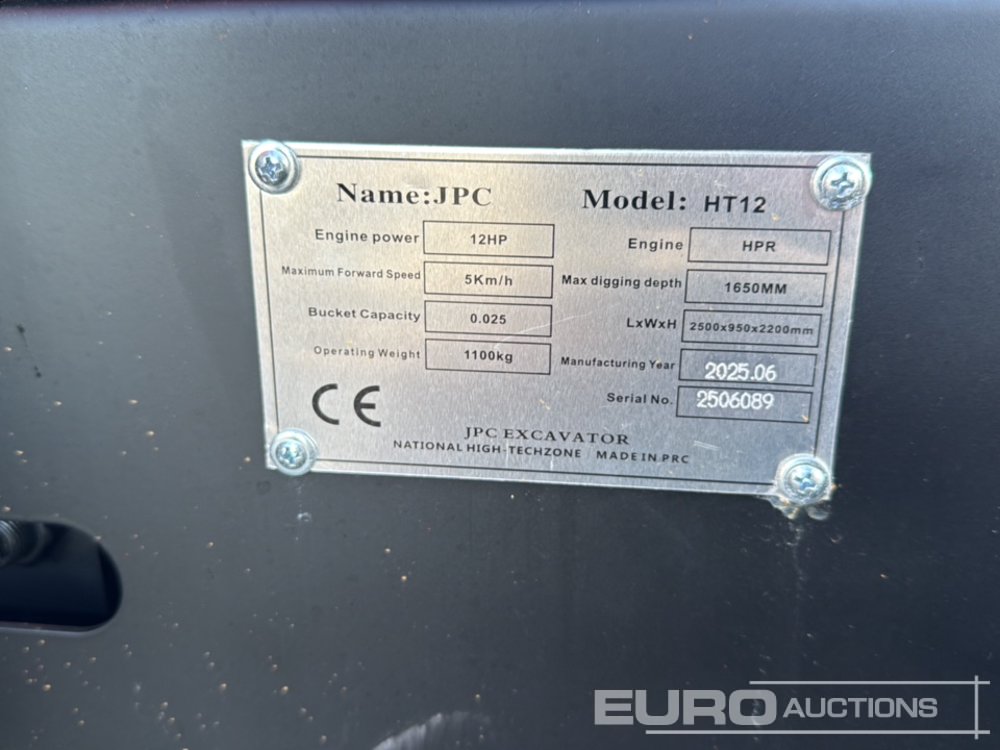 Name:JPC Model: HT12
Engine power 12HP Engine HPR
Maximum Forward Speed 5Km/h Max digging depth 1650MM
Bucket Capacity 0.025 LxWxH 2500x950x2200mm
Operating Weight 1100kg Manufacturing Year 2025.06
Serial No. 2506089
CE
JPC EXCAVATOR
NATIONAL HIGH-TECHZONE MADE IN PRC
EURO AUCTIONS